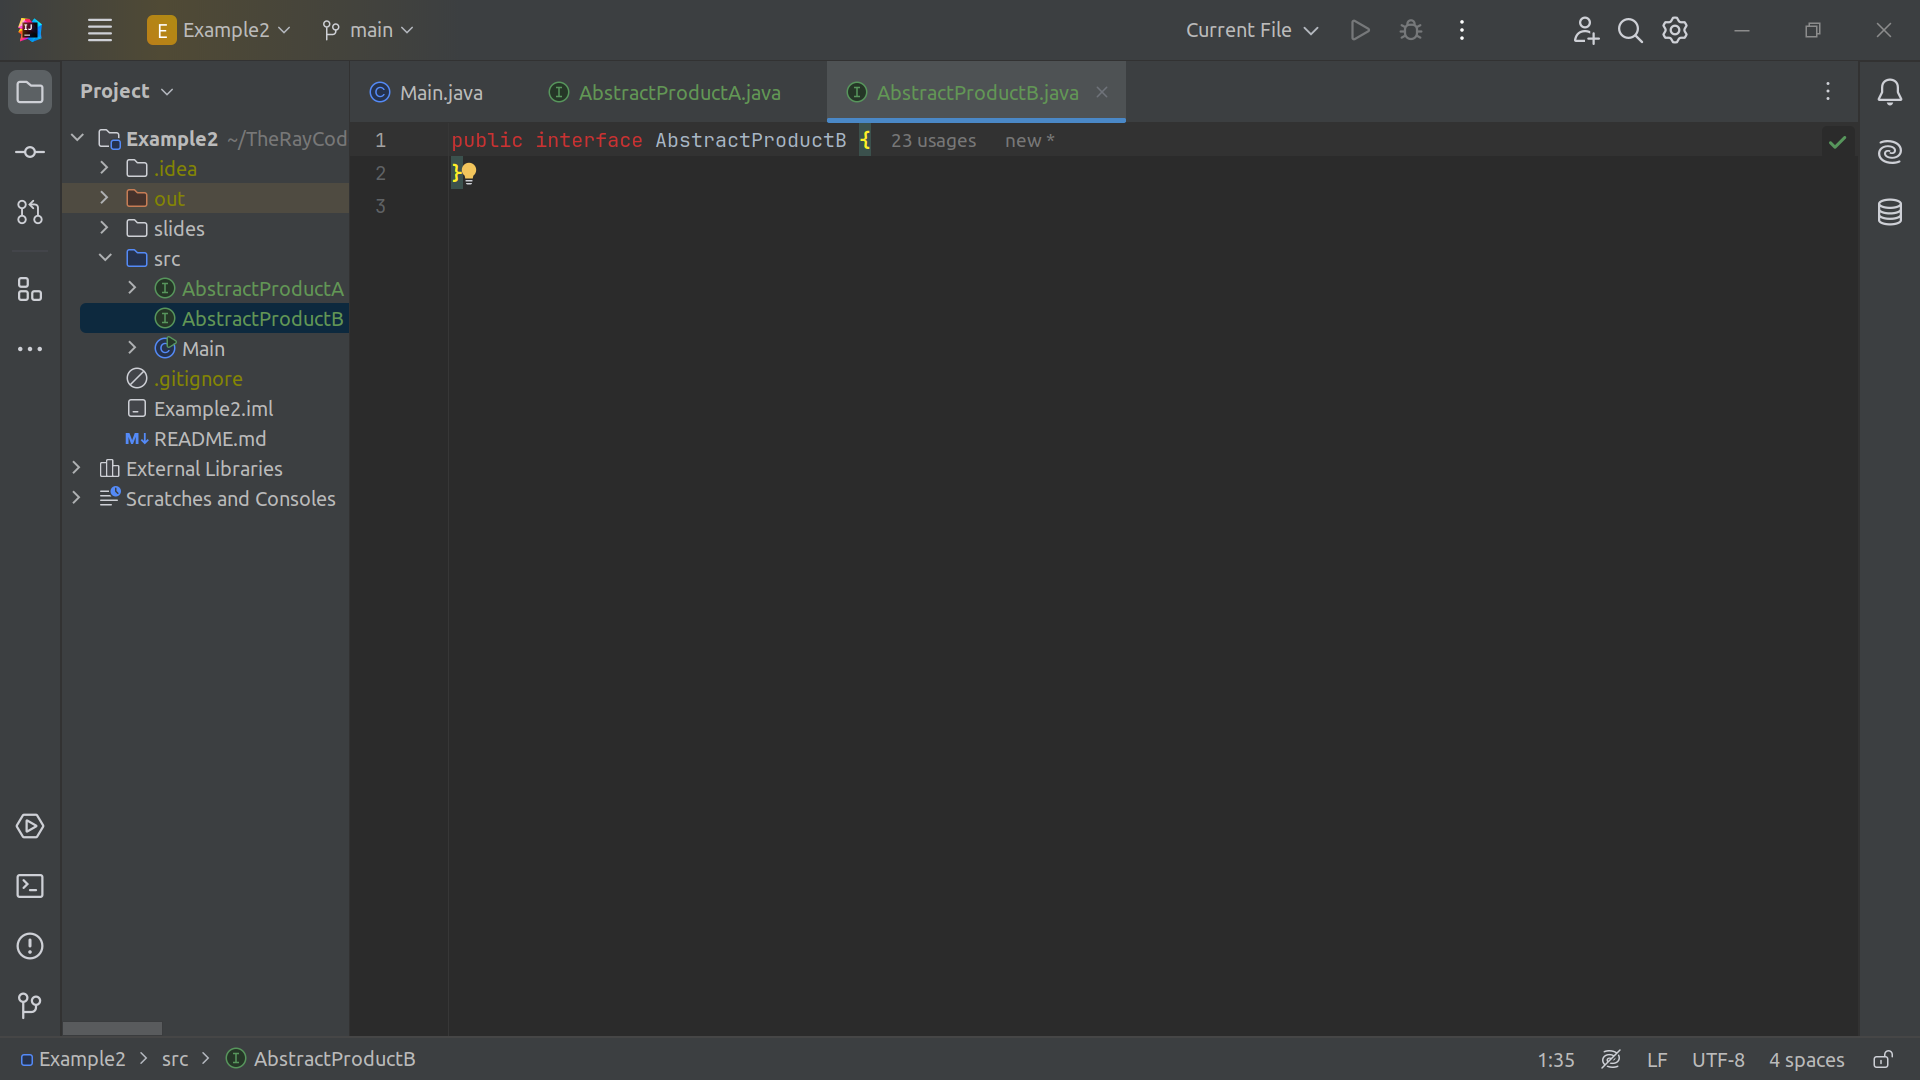 E Example2
main
Current File
Project
Main.java
AbstractProductA.java
AbstractProductB.java
Example2 ~/TheRayCod
.idea
out
slides
src
AbstractProductA
AbstractProductB
Main
.gitignore
Example2.iml
README.md
External Libraries
Scratches and Consoles
1 public interface AbstractProductB { 23 usages new *
2 }
3
Example2 > src > AbstractProductB
1:35 LF UTF-8 4 spaces